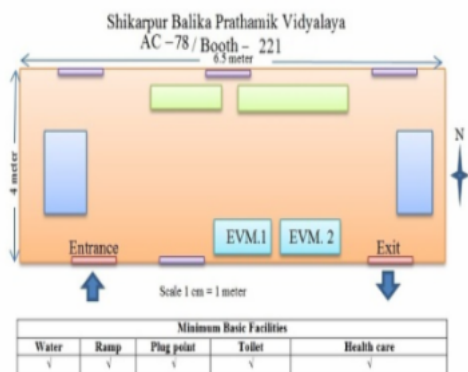 Shikarpur Balika Prathamik Vidyalaya
AC -78/Booth - 221
6.5 meter
4 meter
N
EVM.1 EVM. 2
Entrance Exit
Scale 1 cm = 1 meter
Minimum Basic Facilities
Water Ramp Plug point Toilet Health care
√ √ √ √ √